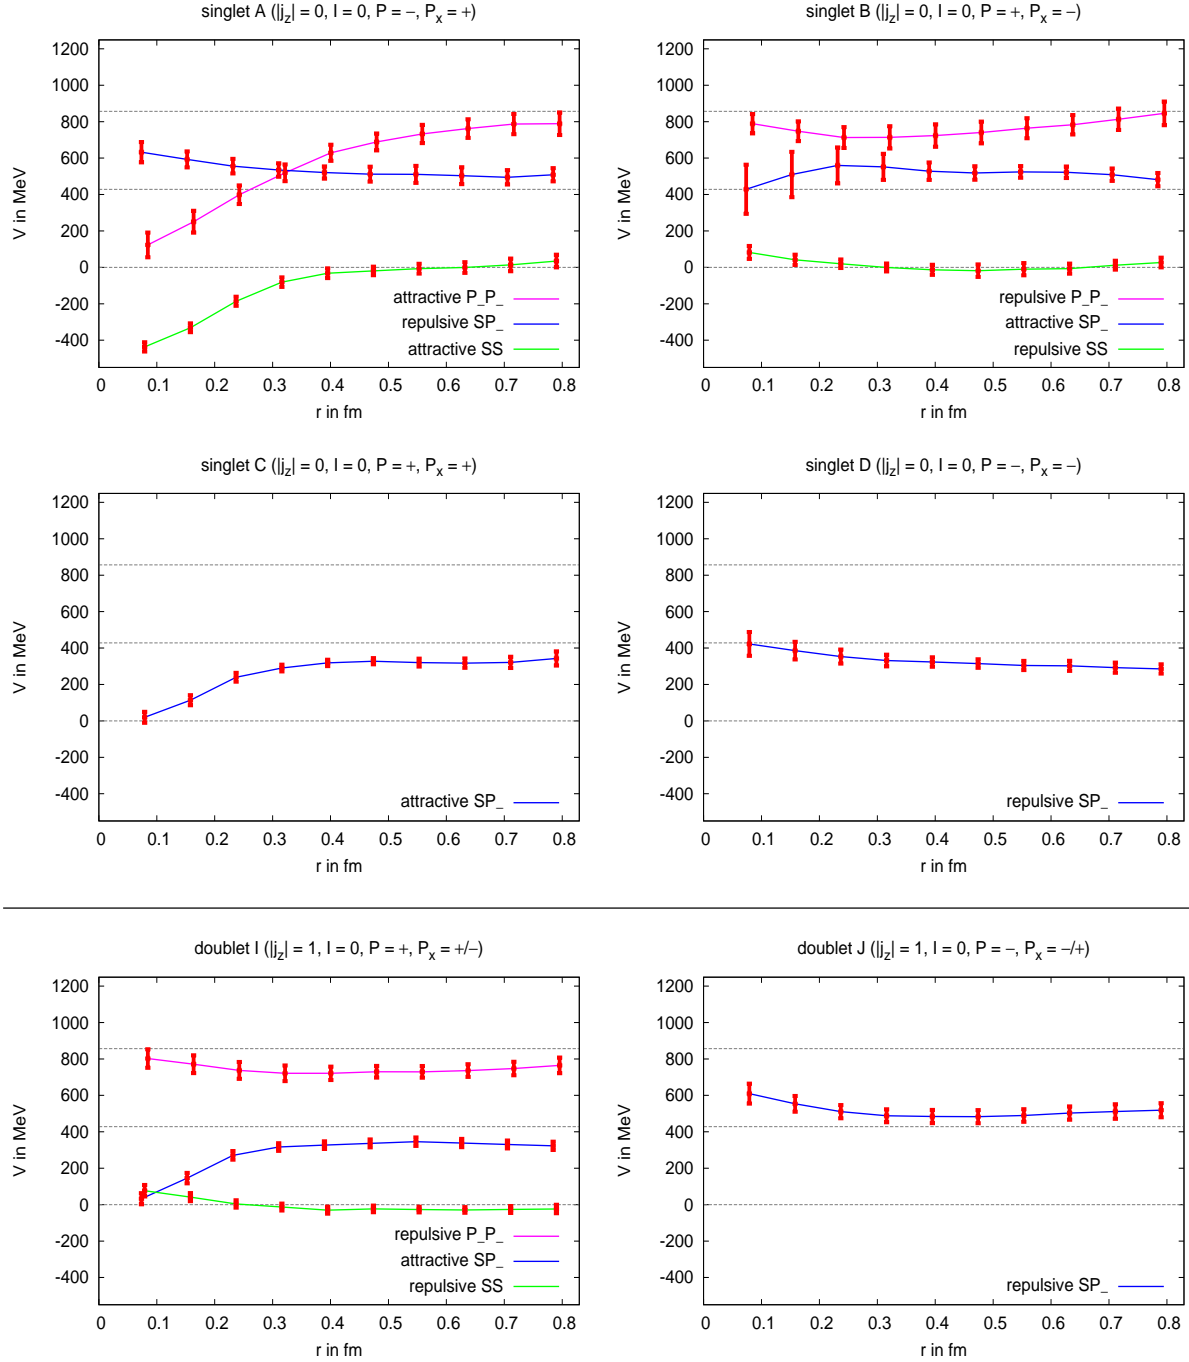 singlet A (|jz| = 0, I = 0, P = −, Px = +)
1200
1000
800
600
400
200
0
-200
-400
V in MeV
attractive P_P_
repulsive SP_
attractive SS
0 0.1 0.2 0.3 0.4 0.5 0.6 0.7 0.8
r in fm
singlet B (|jz| = 0, I = 0, P = +, Px = −)
1200
1000
800
600
400
200
0
-200
-400
V in MeV
repulsive P_P_
attractive SP_
repulsive SS
0 0.1 0.2 0.3 0.4 0.5 0.6 0.7 0.8
r in fm
singlet C (|jz| = 0, I = 0, P = +, Px = +)
1200
1000
800
600
400
200
0
-200
-400
V in MeV
attractive SP_
0 0.1 0.2 0.3 0.4 0.5 0.6 0.7 0.8
r in fm
singlet D (|jz| = 0, I = 0, P = −, Px = −)
1200
1000
800
600
400
200
0
-200
-400
V in MeV
repulsive SP_
0 0.1 0.2 0.3 0.4 0.5 0.6 0.7 0.8
r in fm
doublet I (|jz| = 1, I = 0, P = +, Px = +/−)
1200
1000
800
600
400
200
0
-200
-400
V in MeV
repulsive P_P_
attractive SP_
repulsive SS
0 0.1 0.2 0.3 0.4 0.5 0.6 0.7 0.8
r in fm
doublet J (|jz| = 1, I = 0, P = −, Px = −/+)
1200
1000
800
600
400
200
0
-200
-400
V in MeV
repulsive SP_
0 0.1 0.2 0.3 0.4 0.5 0.6 0.7 0.8
r in fm